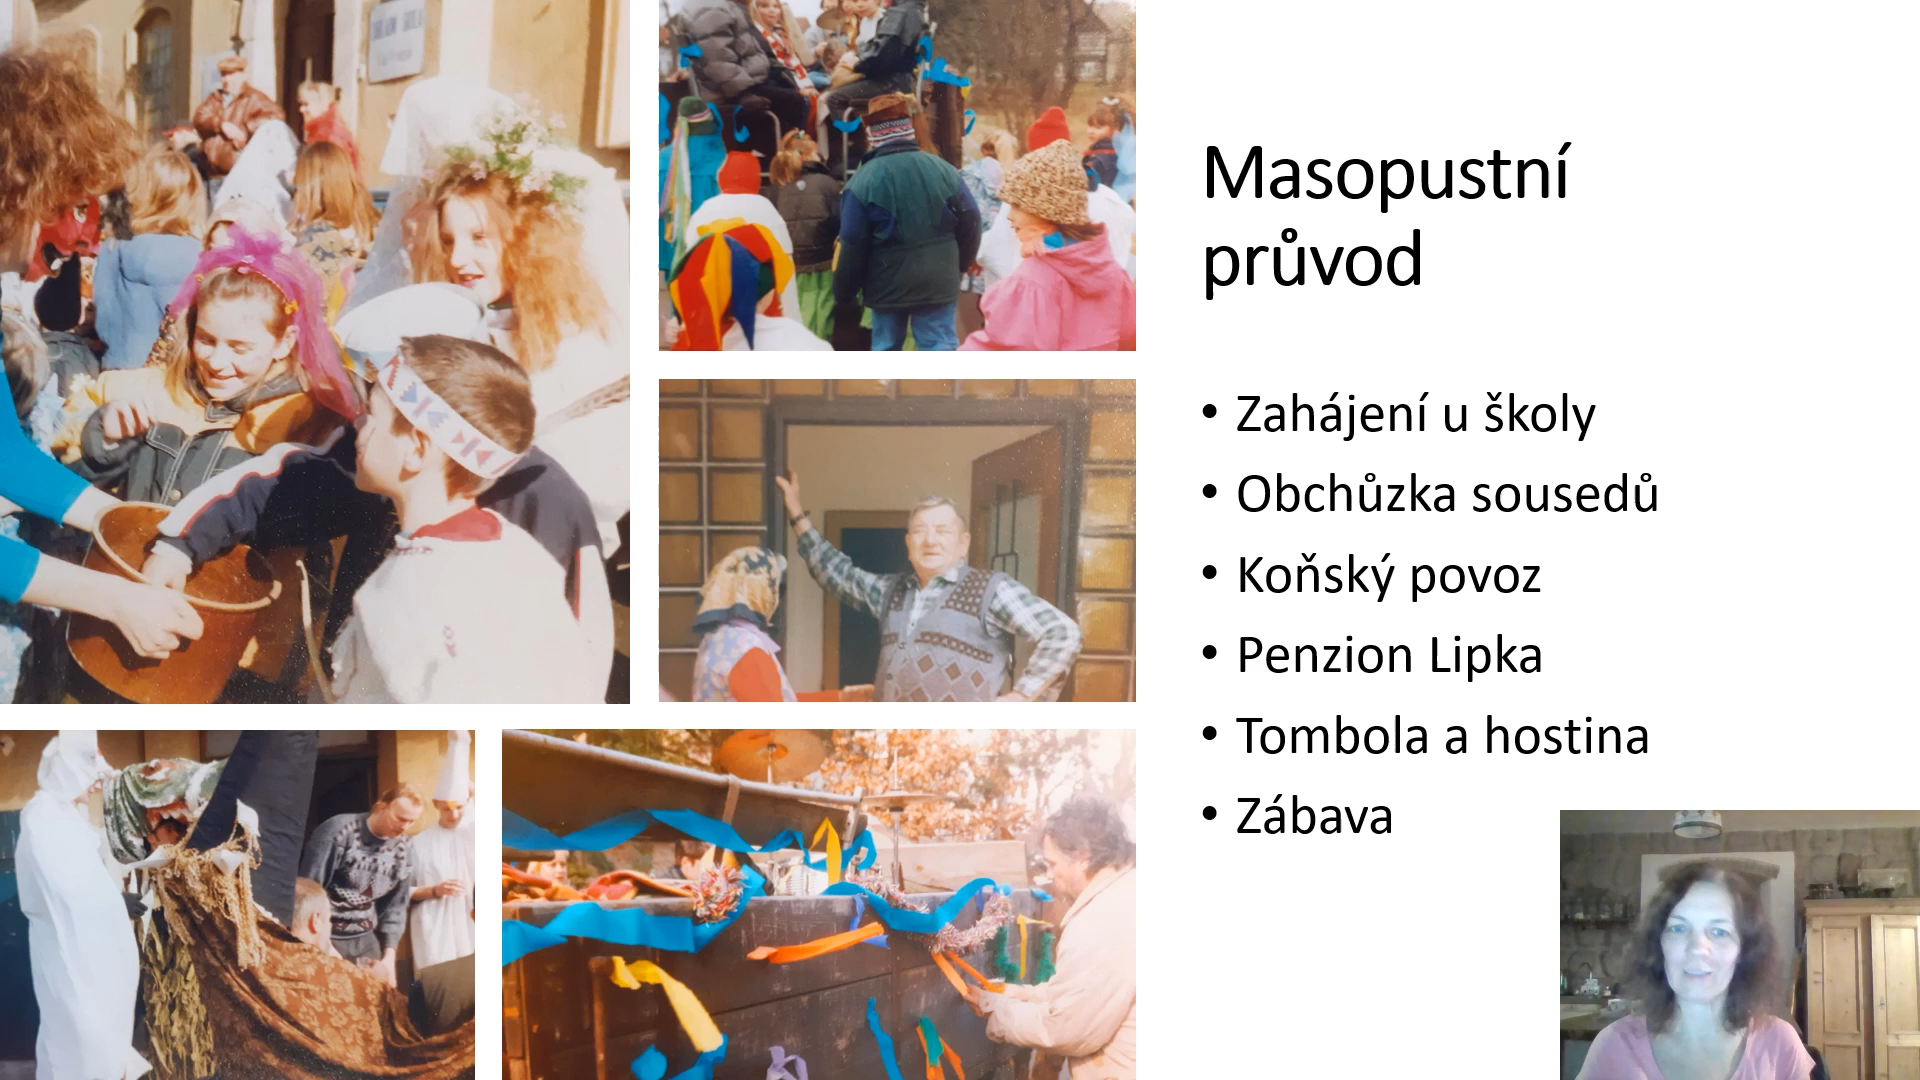 Masopustní
průvod
• Zahájení u školy
• Obchůzka sousedů
• Koňský povoz
• Penzion Lipka
• Tombola a hostina
• Zábava